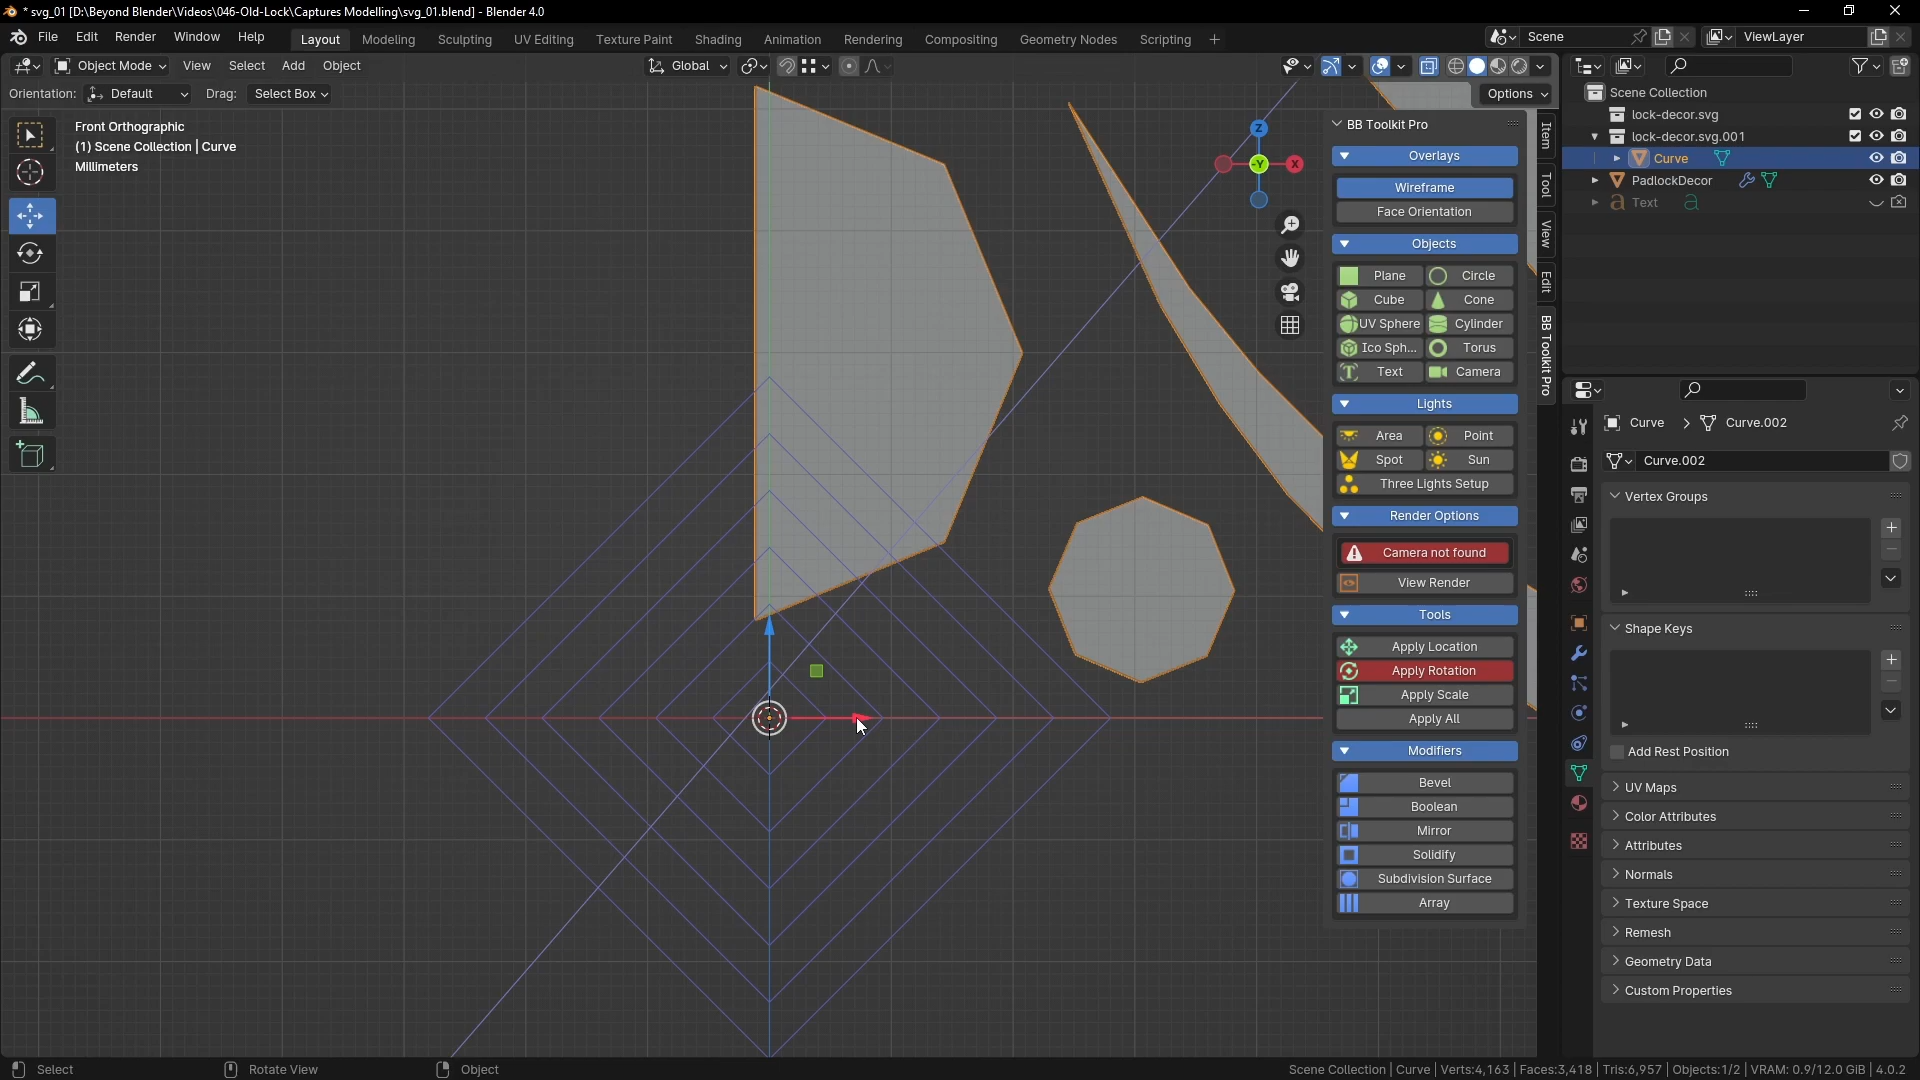 * svg_01 [D:\Beyond Blender\Videos\046-Old-Lock\Captures Modelling\svg_01.blend] - Blender 4.0
File Edit Render Window Help Layout Modeling Sculpting UV Editing Texture Paint Shading Animation Rendering Compositing Geometry Nodes Scripting + Scene ViewLayer
Object Mode View Select Add Object Global
Orientation: Default Drag: Select Box Options
Front Orthographic
(1) Scene Collection | Curve
Millimeters
Z
-Y
X
BB Toolkit Pro
Overlays
Wireframe
Face Orientation
Objects
Plane Circle
Cube Cone
UV Sphere Cylinder
Ico Sph... Torus
Text Camera
Lights
Area Point
Spot Sun
Three Lights Setup
Render Options
Camera not found
View Render
Tools
Apply Location
Apply Rotation
Apply Scale
Apply All
Modifiers
Bevel
Boolean
Mirror
Solidify
Subdivision Surface
Array
Item
Tool
View
Edit
BB Toolkit Pro
Scene Collection
lock-decor.svg
lock-decor.svg.001
Curve
PadlockDecor
Text
Curve > Curve.002
Curve.002
Vertex Groups
Shape Keys
Add Rest Position
UV Maps
Color Attributes
Attributes
Normals
Texture Space
Remesh
Geometry Data
Custom Properties
Select Rotate View Object Scene Collection | Curve | Verts:4,163 | Faces:3,418 | Tris:6,957 | Objects:1/2 | VRAM: 0.9/12.0 GiB | 4.0.2